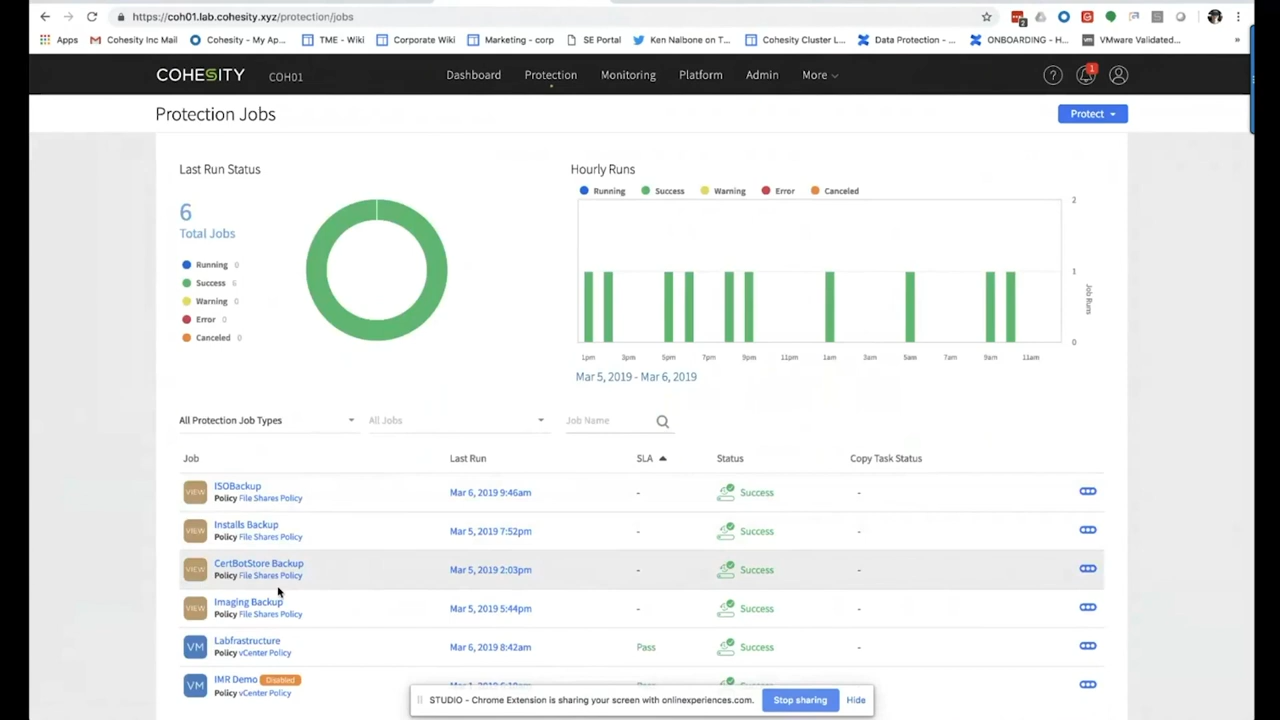 https://coh01.lab.cohesity.xyz/protection/jobs
Apps Cohesity Inc Mail Cohesity - My Ap... TME - Wiki Corporate Wiki Marketing - corp SE Portal Ken Nalbone on T... Cohesity Cluster L... Data Protection - ... ONBOARDING - H... VMware Validated... »
COHESITY COH01 Dashboard Protection Monitoring Platform Admin More ? 1
Protection Jobs Protect
Last Run Status
6
Total Jobs
Running 0
Success 6
Warning 0
Error 0
Canceled 0
Hourly Runs
Running Success Warning Error Canceled
2
1
0
Job Runs
1pm 3pm 5pm 7pm 9pm 11pm 1am 3am 5am 7am 9am 11am
Mar 5, 2019 - Mar 6, 2019
All Protection Job Types All Jobs Job Name
Job Last Run SLA Status Copy Task Status
VIEW ISOBackup
Policy File Shares Policy
Mar 6, 2019 9:46am - Success -
VIEW Installs Backup
Policy File Shares Policy
Mar 5, 2019 7:52pm - Success -
VIEW CertBotStore Backup
Policy File Shares Policy
Mar 5, 2019 2:03pm - Success -
VIEW Imaging Backup
Policy File Shares Policy
Mar 5, 2019 5:44pm - Success -
VM Labfrastructure
Policy vCenter Policy
Mar 6, 2019 8:42am Pass Success -
VM IMR Demo Disabled
Policy vCenter Policy
STUDIO - Chrome Extension is sharing your screen with onlinexperiences.com. Stop sharing Hide